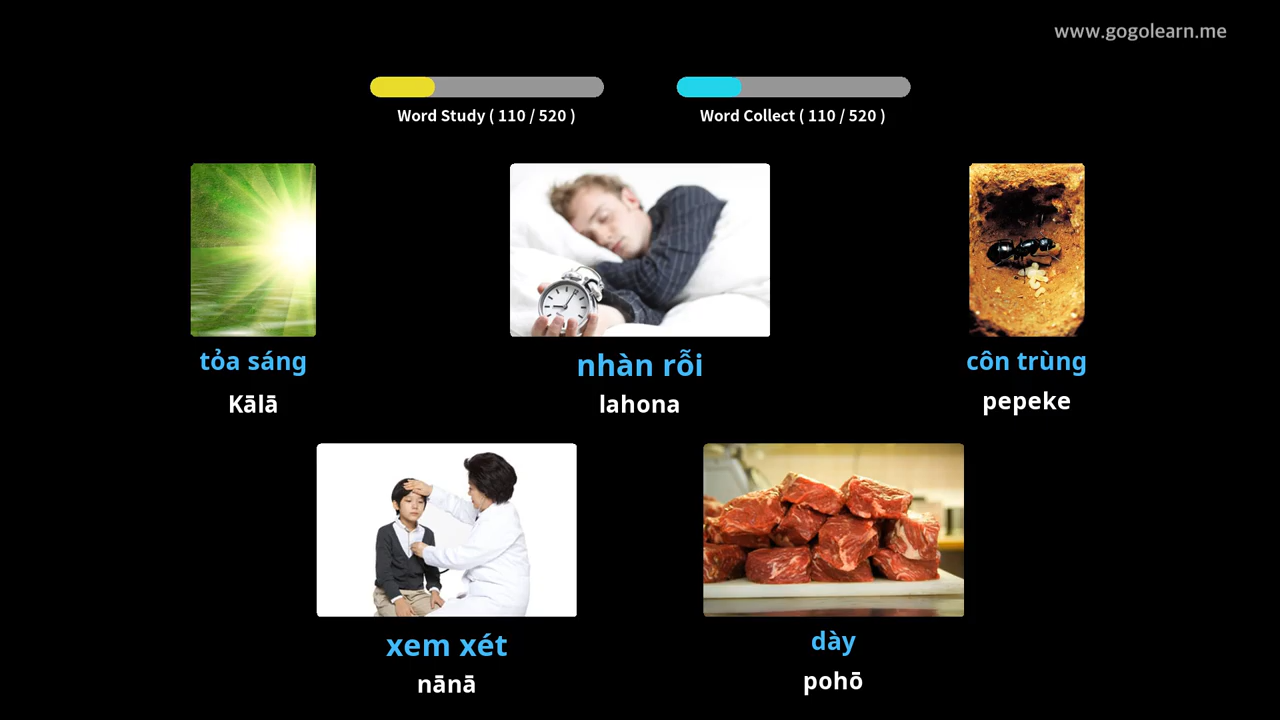 www.gogolearn.me
Word Study ( 110 / 520 )
Word Collect ( 110 / 520 )
tỏa sáng
Kālā
nhàn rỗi
lahona
côn trùng
pepeke
xem xét
nānā
dày
pohō